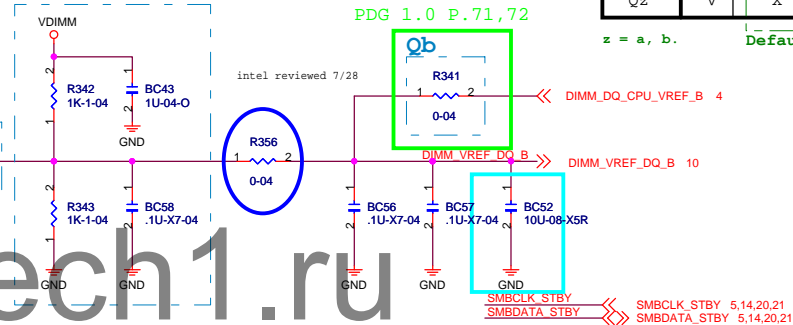 PDG 1.0 P.71,72
QZ V X
z = a, b.
Defau
VDIMM
Qb
intel reviewed 7/28
R342
1K-1-04
BC43
1U-04-O
GND
R341
1 2
0-04
DIMM_DQ_CPU_VREF_B 4
R356
1 2
0-04
DIMM_VREF_DQ_B
DIMM_VREF_DQ_B 10
R343
1K-1-04
BC58
.1U-X7-04
BC56
.1U-X7-04
BC57
.1U-X7-04
BC52
10U-08-X5R
GND
GND
GND
GND
GND
ech1.ru
SMBCLK_STBY
SMBDATA_STBY
SMBCLK_STBY 5,14,20,21
SMBDATA_STBY 5,14,20,21